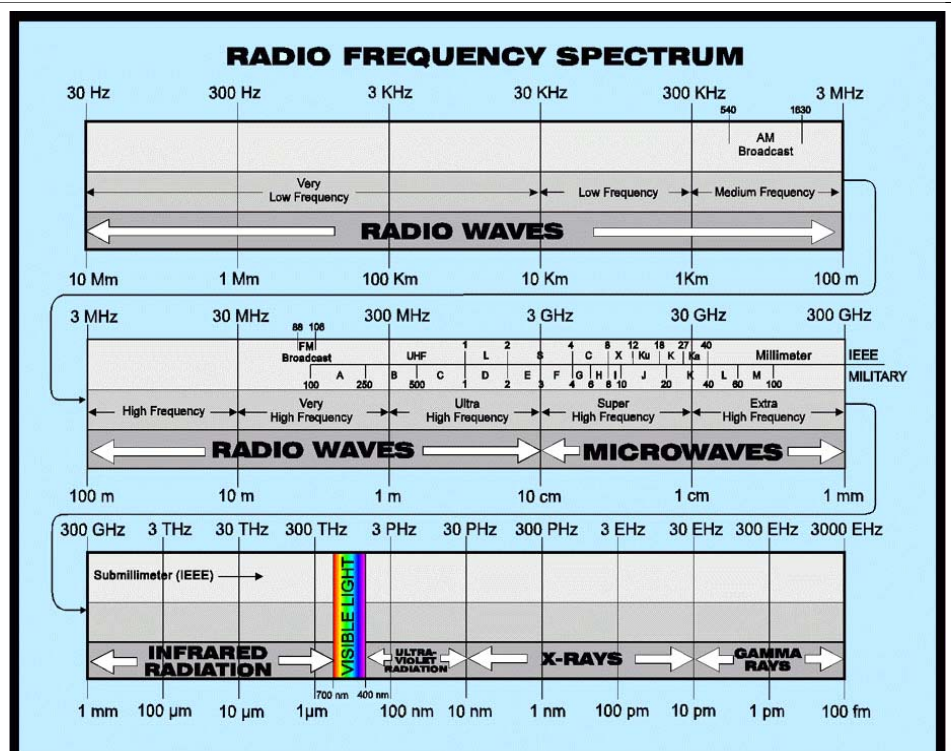 RADIO FREQUENCY SPECTRUM
30 Hz 300 Hz 3 KHz 30 KHz 300 KHz 3 MHz
540 1630
AM
Broadcast
Very
Low Frequency Low Frequency Medium Frequency
RADIO WAVES
10 Mm 1 Mm 100 Km 10 Km 1Km 100 m
3 MHz 30 MHz 300 MHz 3 GHz 30 GHz 300 GHz
88 108
FM
Broadcast
1 2 4 8 12 18 27 40
UHF L S C X Ku K Ka Millimeter IEEE
A B C D E F G H I J K L M MILITARY
100 250 500 1 2 3 4 6 8 10 20 40 60 100
High Frequency
Very
High Frequency
Ultra
High Frequency
Super
High Frequency
Extra
High Frequency
RADIO WAVES MICROWAVES
100 m 10 m 1 m 10 cm 1 cm 1 mm
300 GHz 3 THz 30 THz 300 THz 3 PHz 30 PHz 300 PHz 3 EHz 30 EHz 300 EHz 3000 EHz
Submillimeter (IEEE)
VISIBLE LIGHT
INFRARED
RADIATION
ULTRA-
VIOLET
RADIATION
X-RAYS
GAMMA
RAYS
700 nm 400 nm
1 mm 100 µm 10 µm 1µm 100 nm 10 nm 1 nm 100 pm 10 pm 1 pm 100 fm